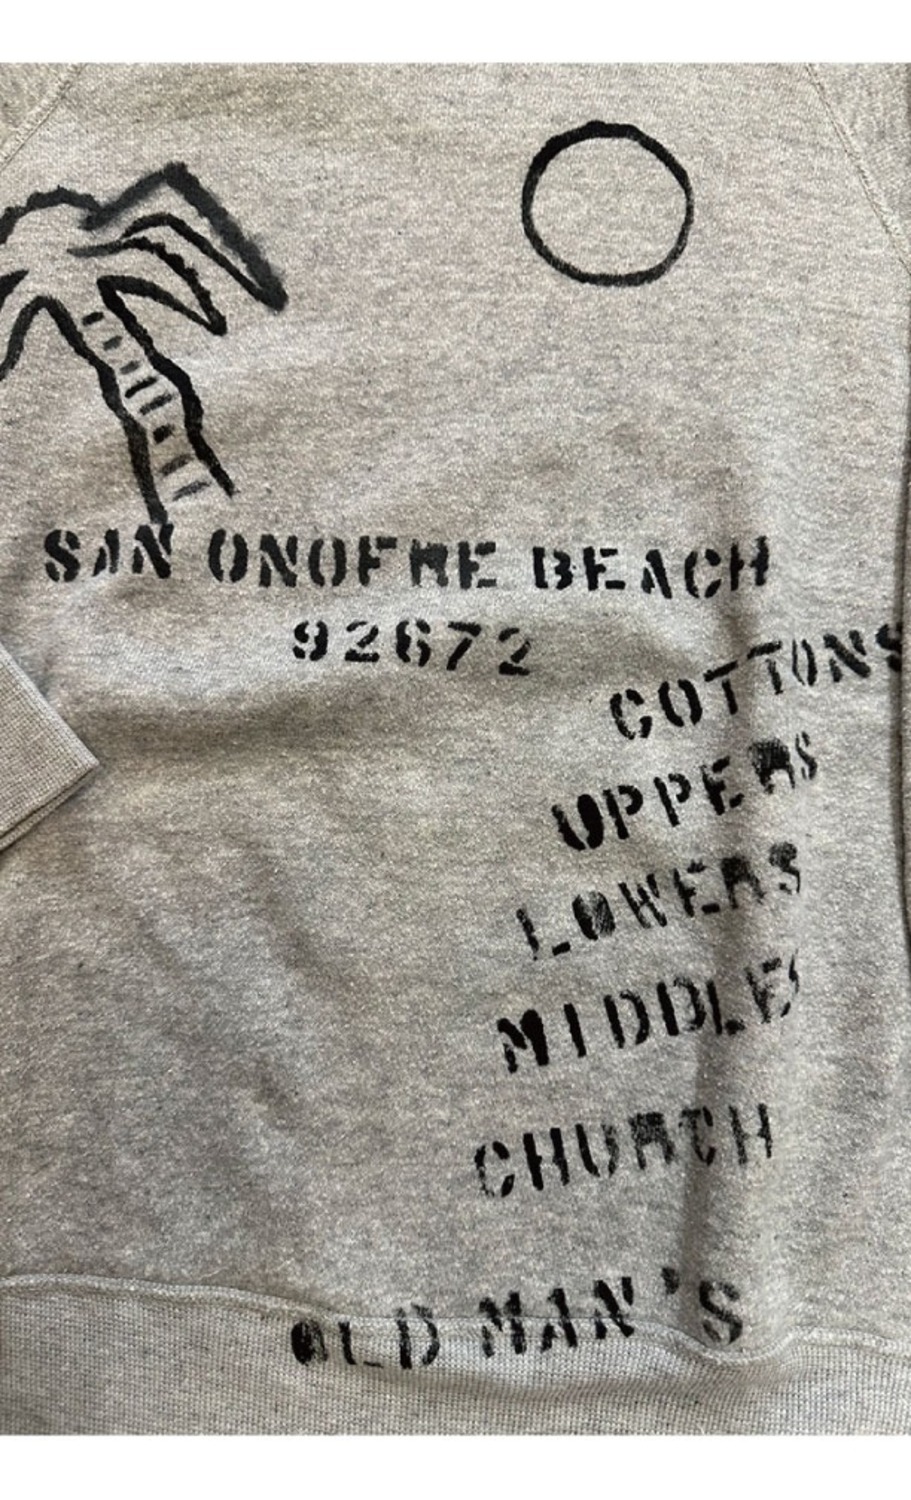 SAN ONOFRE BEACH
92672
COTTONS
UPPERS
LOWERS
MIDDLES
CHURCH
OLD MAN'S